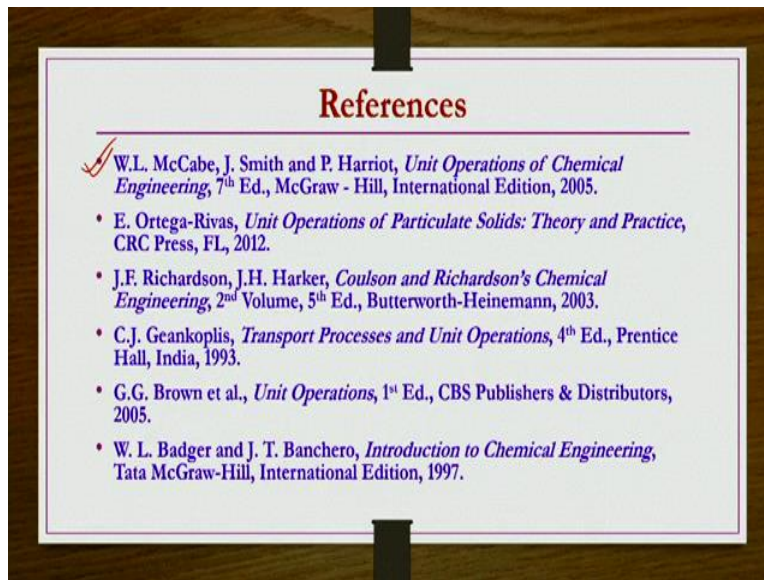 References
• W.L. McCabe, J. Smith and P. Harriot, Unit Operations of Chemical
Engineering, 7th Ed., McGraw - Hill, International Edition, 2005.
• E. Ortega-Rivas, Unit Operations of Particulate Solids: Theory and Practice,
CRC Press, FL, 2012.
• J.F. Richardson, J.H. Harker, Coulson and Richardson's Chemical
Engineering, 2nd Volume, 5th Ed., Butterworth-Heinemann, 2003.
• C.J. Geankoplis, Transport Processes and Unit Operations, 4th Ed., Prentice
Hall, India, 1993.
• G.G. Brown et al., Unit Operations, 1st Ed., CBS Publishers & Distributors,
2005.
• W. L. Badger and J. T. Banchero, Introduction to Chemical Engineering,
Tata McGraw-Hill, International Edition, 1997.